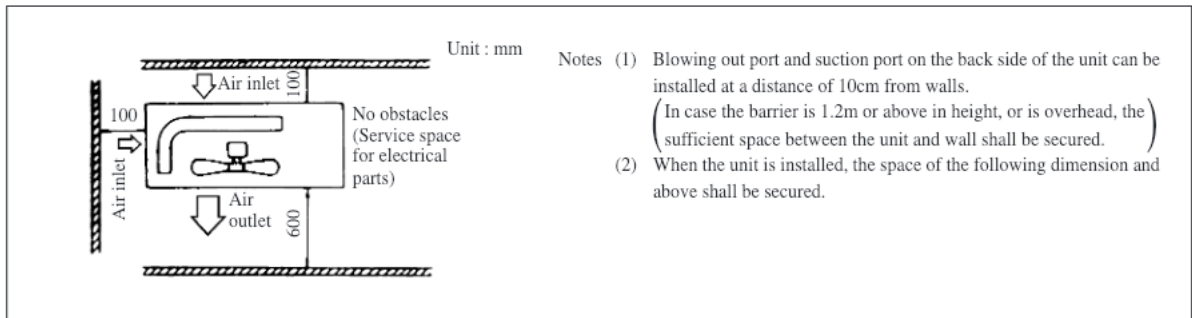 Unit : mm
Air inlet
100
100
Air inlet
No obstacles
(Service space
for electrical
parts)
Air
outlet
600
Notes (1) Blowing out port and suction port on the back side of the unit can be
installed at a distance of 10cm from walls.
(In case the barrier is 1.2m or above in height, or is overhead, the
sufficient space between the unit and wall shall be secured.)
(2) When the unit is installed, the space of the following dimension and
above shall be secured.